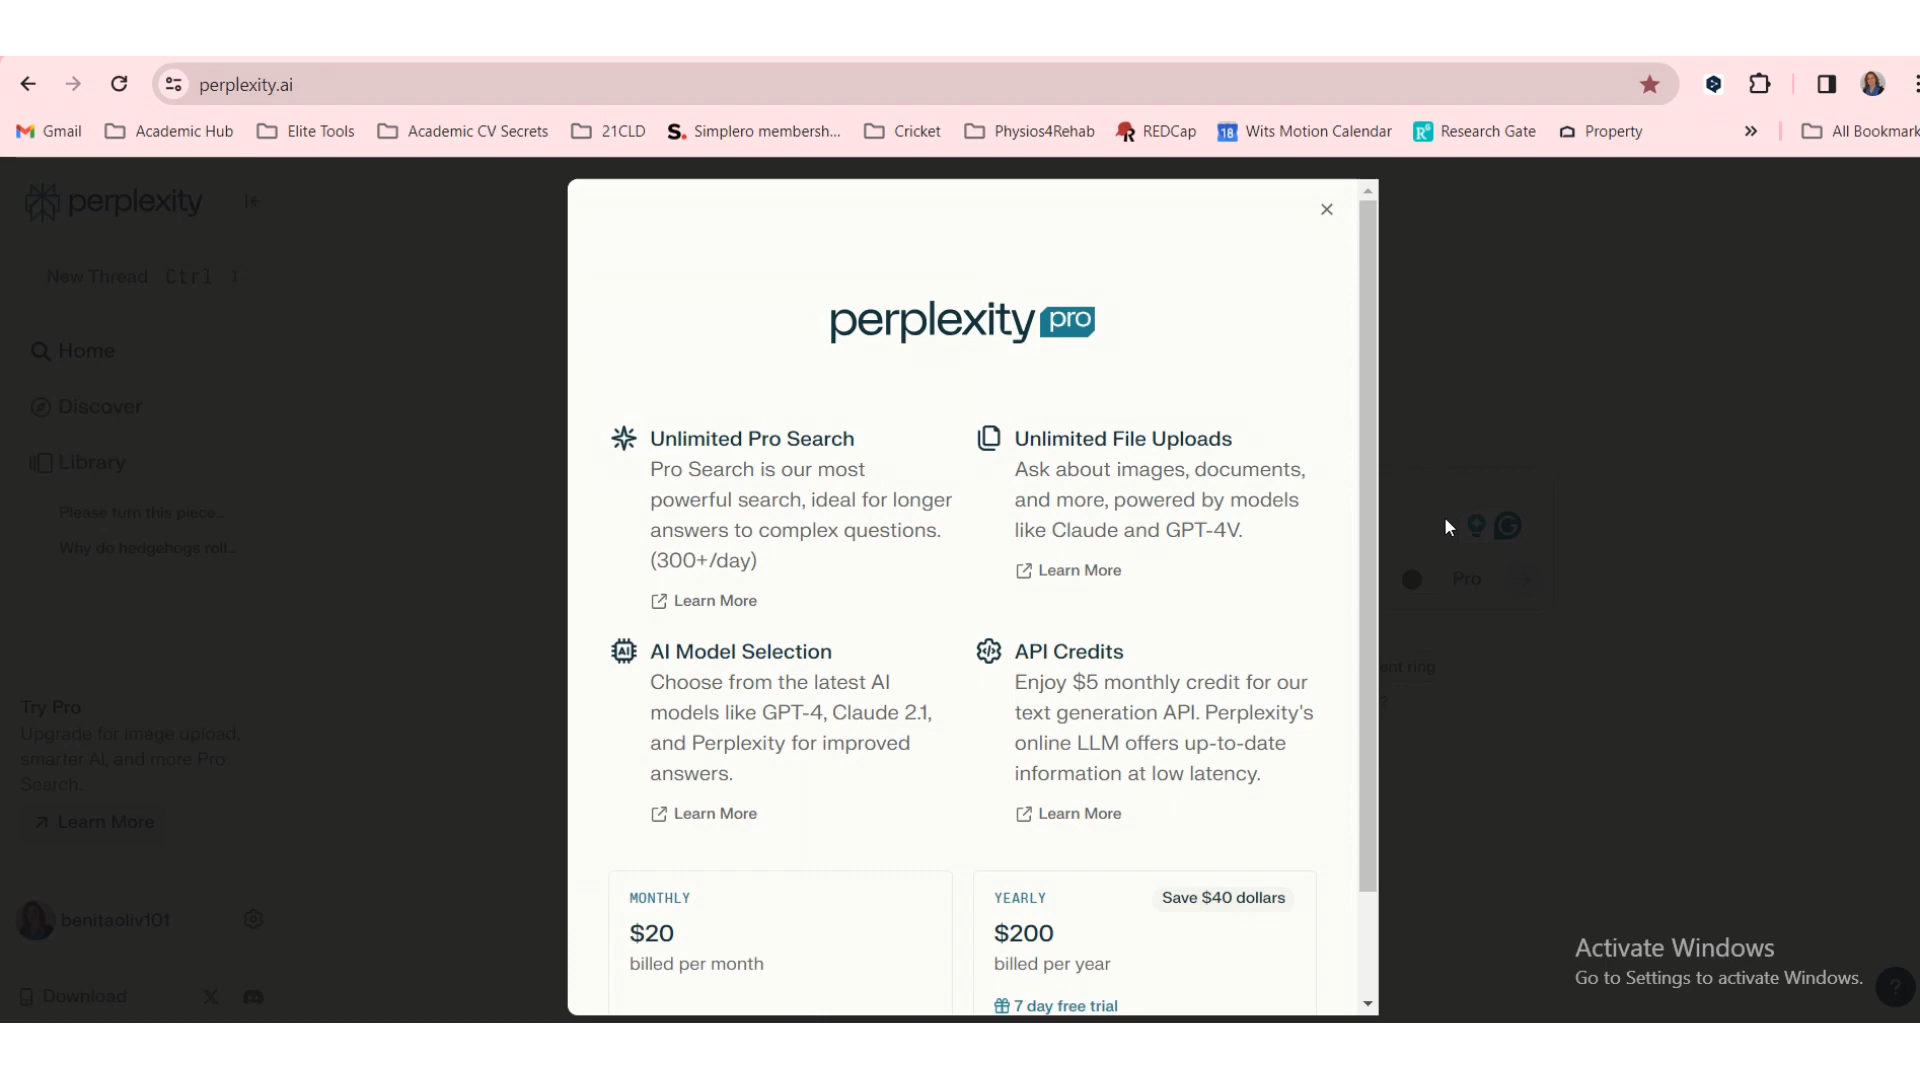 perplexity.ai
Gmail
Academic Hub
Elite Tools
Academic CV Secrets
21CLD
Simplero membersh...
Cricket
Physios4Rehab
REDCap
18
Wits Motion Calendar
Research Gate
Property
All Bookmark
perplexity
New Thread Ctrl I
Home
Discover
Library
Please turn this piece...
Why do hedgehogs roll...
Try Pro
Upgrade for image upload,
smarter AI, and more Pro
Search.
Learn More
benitaoliv101
Download
perplexity pro
Unlimited Pro Search
Pro Search is our most
powerful search, ideal for longer
answers to complex questions.
(300+/day)
Learn More
Unlimited File Uploads
Ask about images, documents,
and more, powered by models
like Claude and GPT-4V.
Learn More
AI Model Selection
Choose from the latest AI
models like GPT-4, Claude 2.1,
and Perplexity for improved
answers.
Learn More
API Credits
Enjoy $5 monthly credit for our
text generation API. Perplexity's
online LLM offers up-to-date
information at low latency.
Learn More
MONTHLY
$20
billed per month
YEARLY
Save $40 dollars
$200
billed per year
7 day free trial
Pro
ent ring
?
Activate Windows
Go to Settings to activate Windows.
?